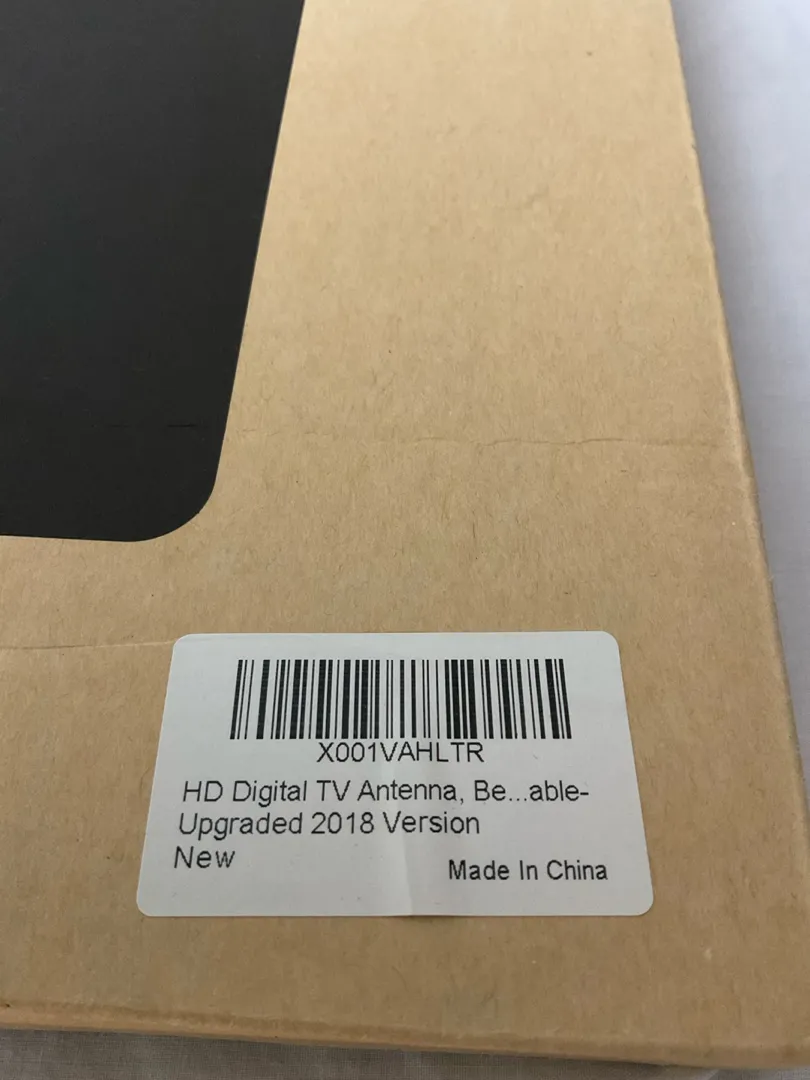 X001VAHLTR
HD Digital TV Antenna, Be...able-
Upgraded 2018 Version
New
Made In China